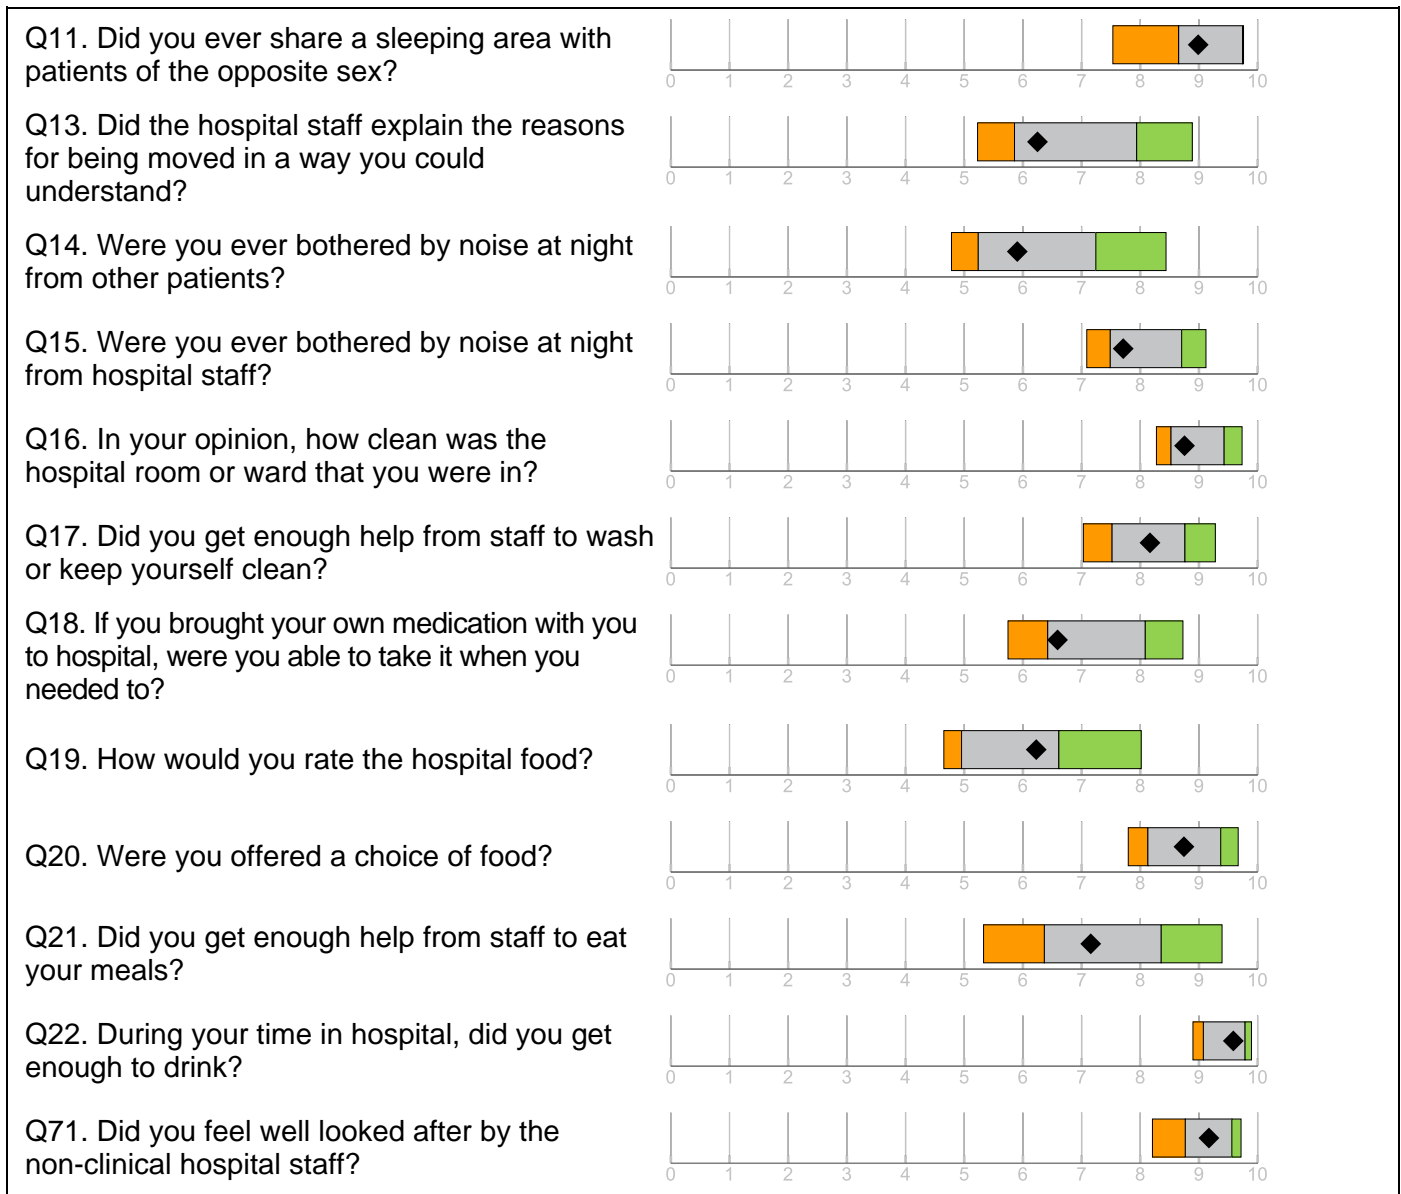 Q11. Did you ever share a sleeping area with
patients of the opposite sex?
0 1 2 3 4 5 6 7 8 9 10
Q13. Did the hospital staff explain the reasons
for being moved in a way you could
understand?
0 1 2 3 4 5 6 7 8 9 10
Q14. Were you ever bothered by noise at night
from other patients?
0 1 2 3 4 5 6 7 8 9 10
Q15. Were you ever bothered by noise at night
from hospital staff?
0 1 2 3 4 5 6 7 8 9 10
Q16. In your opinion, how clean was the
hospital room or ward that you were in?
0 1 2 3 4 5 6 7 8 9 10
Q17. Did you get enough help from staff to wash
or keep yourself clean?
0 1 2 3 4 5 6 7 8 9 10
Q18. If you brought your own medication with you
to hospital, were you able to take it when you
needed to?
0 1 2 3 4 5 6 7 8 9 10
Q19. How would you rate the hospital food?
0 1 2 3 4 5 6 7 8 9 10
Q20. Were you offered a choice of food?
0 1 2 3 4 5 6 7 8 9 10
Q21. Did you get enough help from staff to eat
your meals?
0 1 2 3 4 5 6 7 8 9 10
Q22. During your time in hospital, did you get
enough to drink?
0 1 2 3 4 5 6 7 8 9 10
Q71. Did you feel well looked after by the
non-clinical hospital staff?
0 1 2 3 4 5 6 7 8 9 10